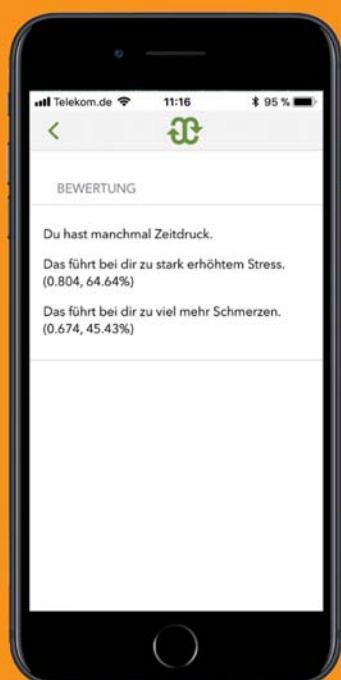 Telekom.de 11:16 95 %
BEWERTUNG
Du hast manchmal Zeitdruck.
Das führt bei dir zu stark erhöhtem Stress.
(0.804, 64.64%)
Das führt bei dir zu viel mehr Schmerzen.
(0.674, 45.43%)